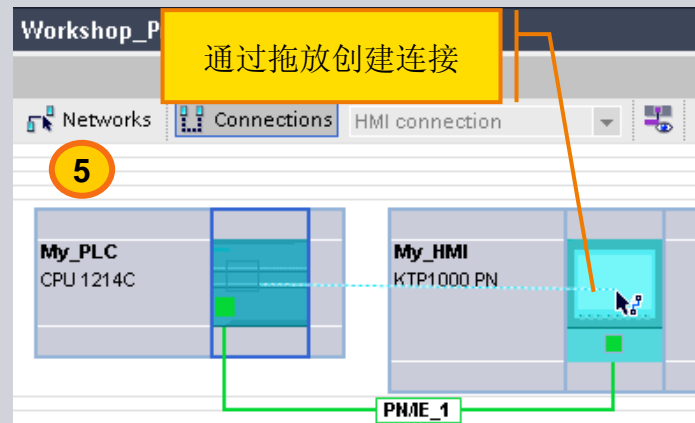 Workshop_P
通过拖放创建连接
Networks
Connections
HMI connection
5
My_PLC
CPU 1214C
My_HMI
KTP1000 PN
PN/IE_1